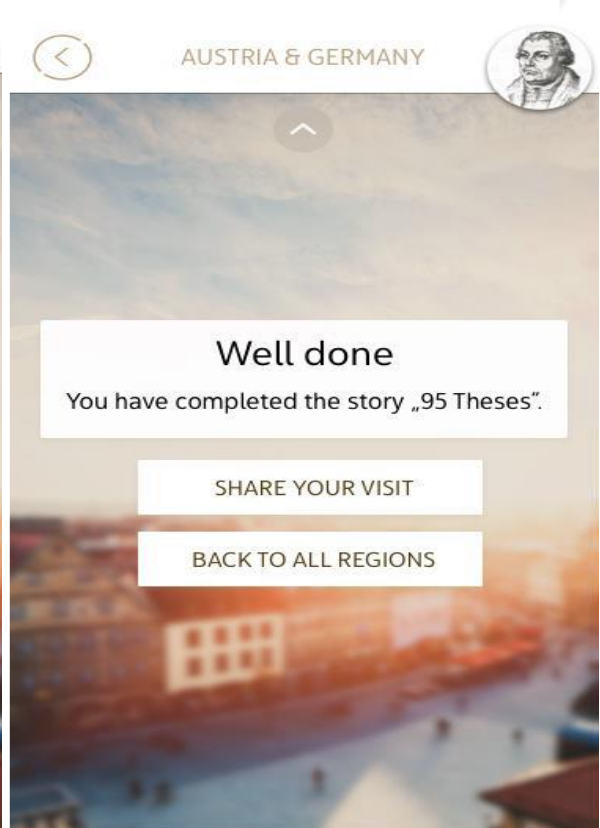 AUSTRIA & GERMANY
Well done
You have completed the story „95 Theses”.
SHARE YOUR VISIT
BACK TO ALL REGIONS